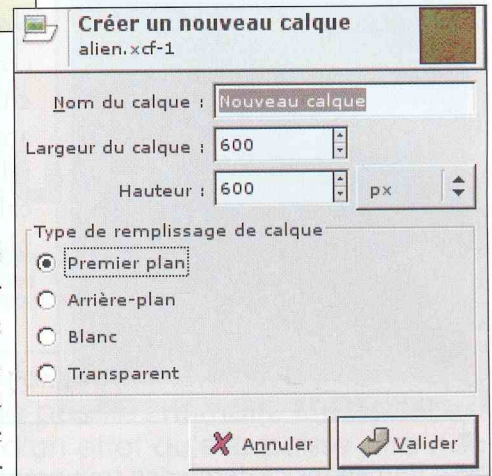 Créer un nouveau calque
alien.xcf-1
Nom du calque : Nouveau calque
Largeur du calque : 600
Hauteur : 600 px
Type de remplissage de calque
Premier plan
Arrière-plan
Blanc
Transparent
Annuler Valider